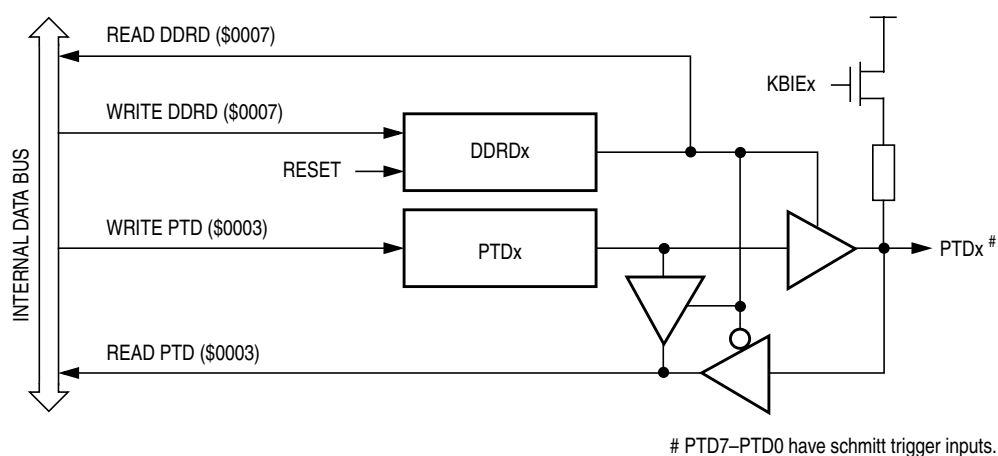 READ DDRD ($0007)
KBIEx
WRITE DDRD ($0007)
DDRDx
RESET
INTERNAL DATA BUS
WRITE PTD ($0003)
PTDx
PTDx #
READ PTD ($0003)
# PTD7–PTD0 have schmitt trigger inputs.